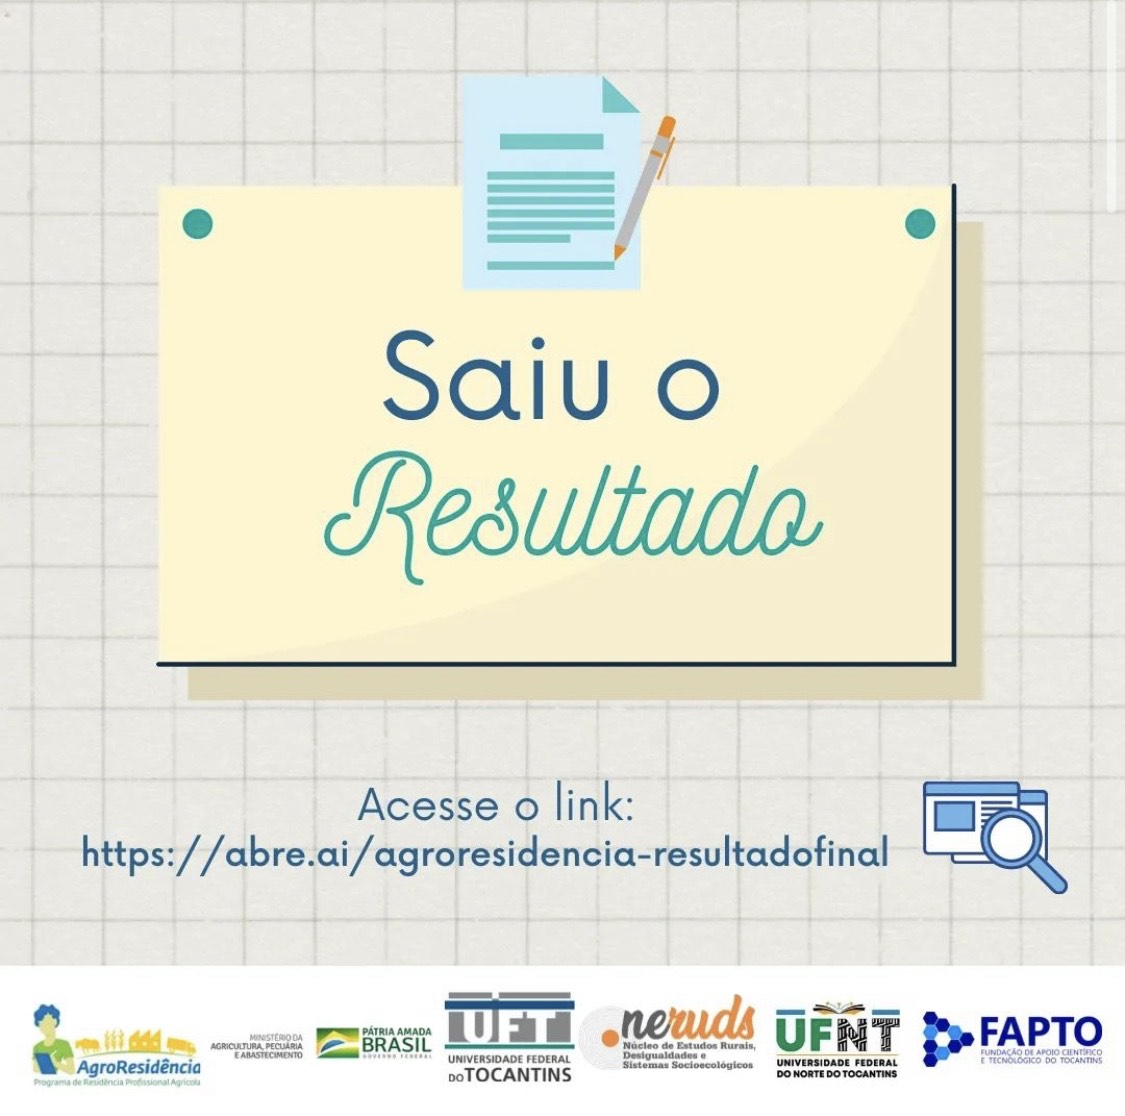 Saiu o
Resultado
Acesse o link:
https://abre.ai/agroresidencia-resultadofinal
AgroResidência
Programa de Residência Profissional Agrícola
MINISTÉRIO DA
AGRICULTURA, PECUÁRIA
E ABASTECIMENTO
PÁTRIA AMADA
BRASIL
GOVERNO FEDERAL
UFT
UNIVERSIDADE FEDERAL
DO TOCANTINS
neruds
Núcleo de Estudos Rurais,
Desigualdades e
Sistemas Socioecológicos
UFNT
UNIVERSIDADE FEDERAL
DO NORTE DO TOCANTINS
FAPTO
FUNDAÇÃO DE APOIO CIENTÍFICO
E TECNOLÓGICO DO TOCANTINS